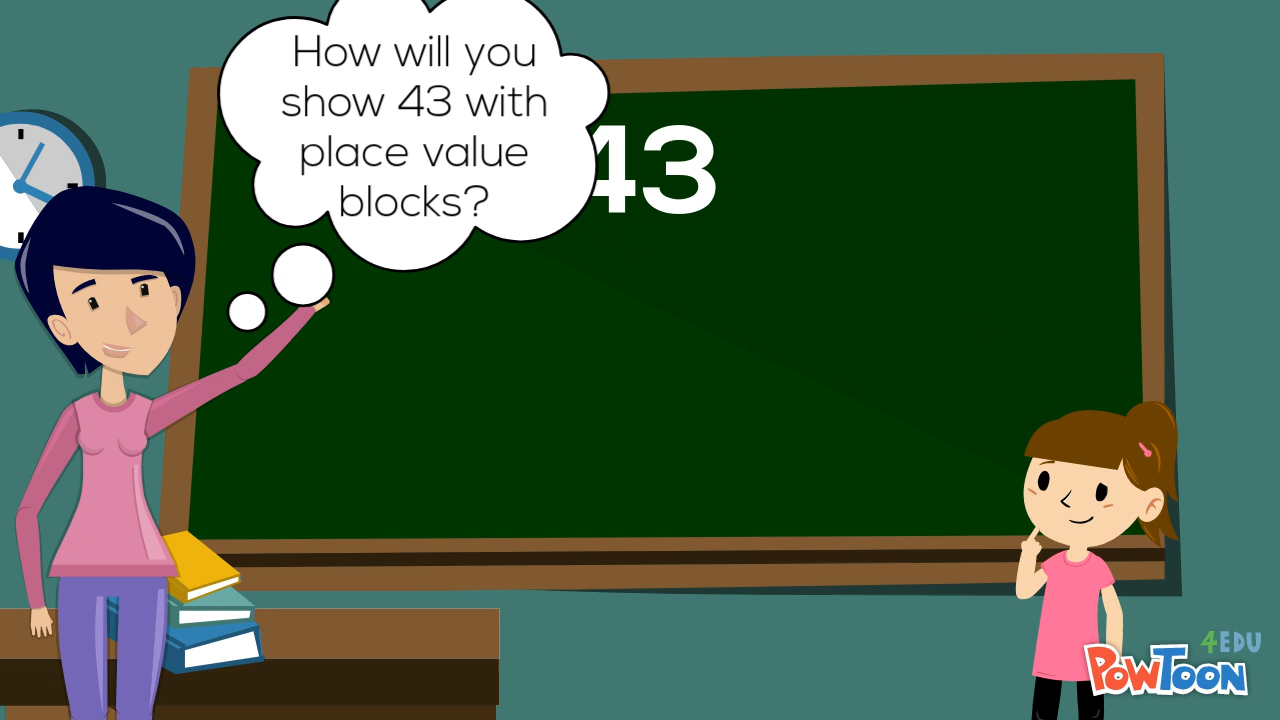 How will you
show 43 with
place value
blocks?
43
4EDU
PowToon